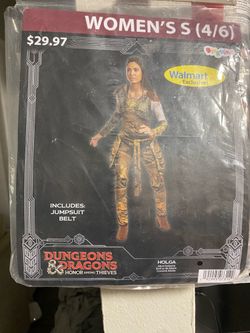 WOMEN'S S (4/6)
$29.97
Walmart
Exclusive!
INCLUDES:
JUMPSUIT
BELT
DUNGEONS
& DRAGONS
HONOR AMONG THIEVES
HOLGA